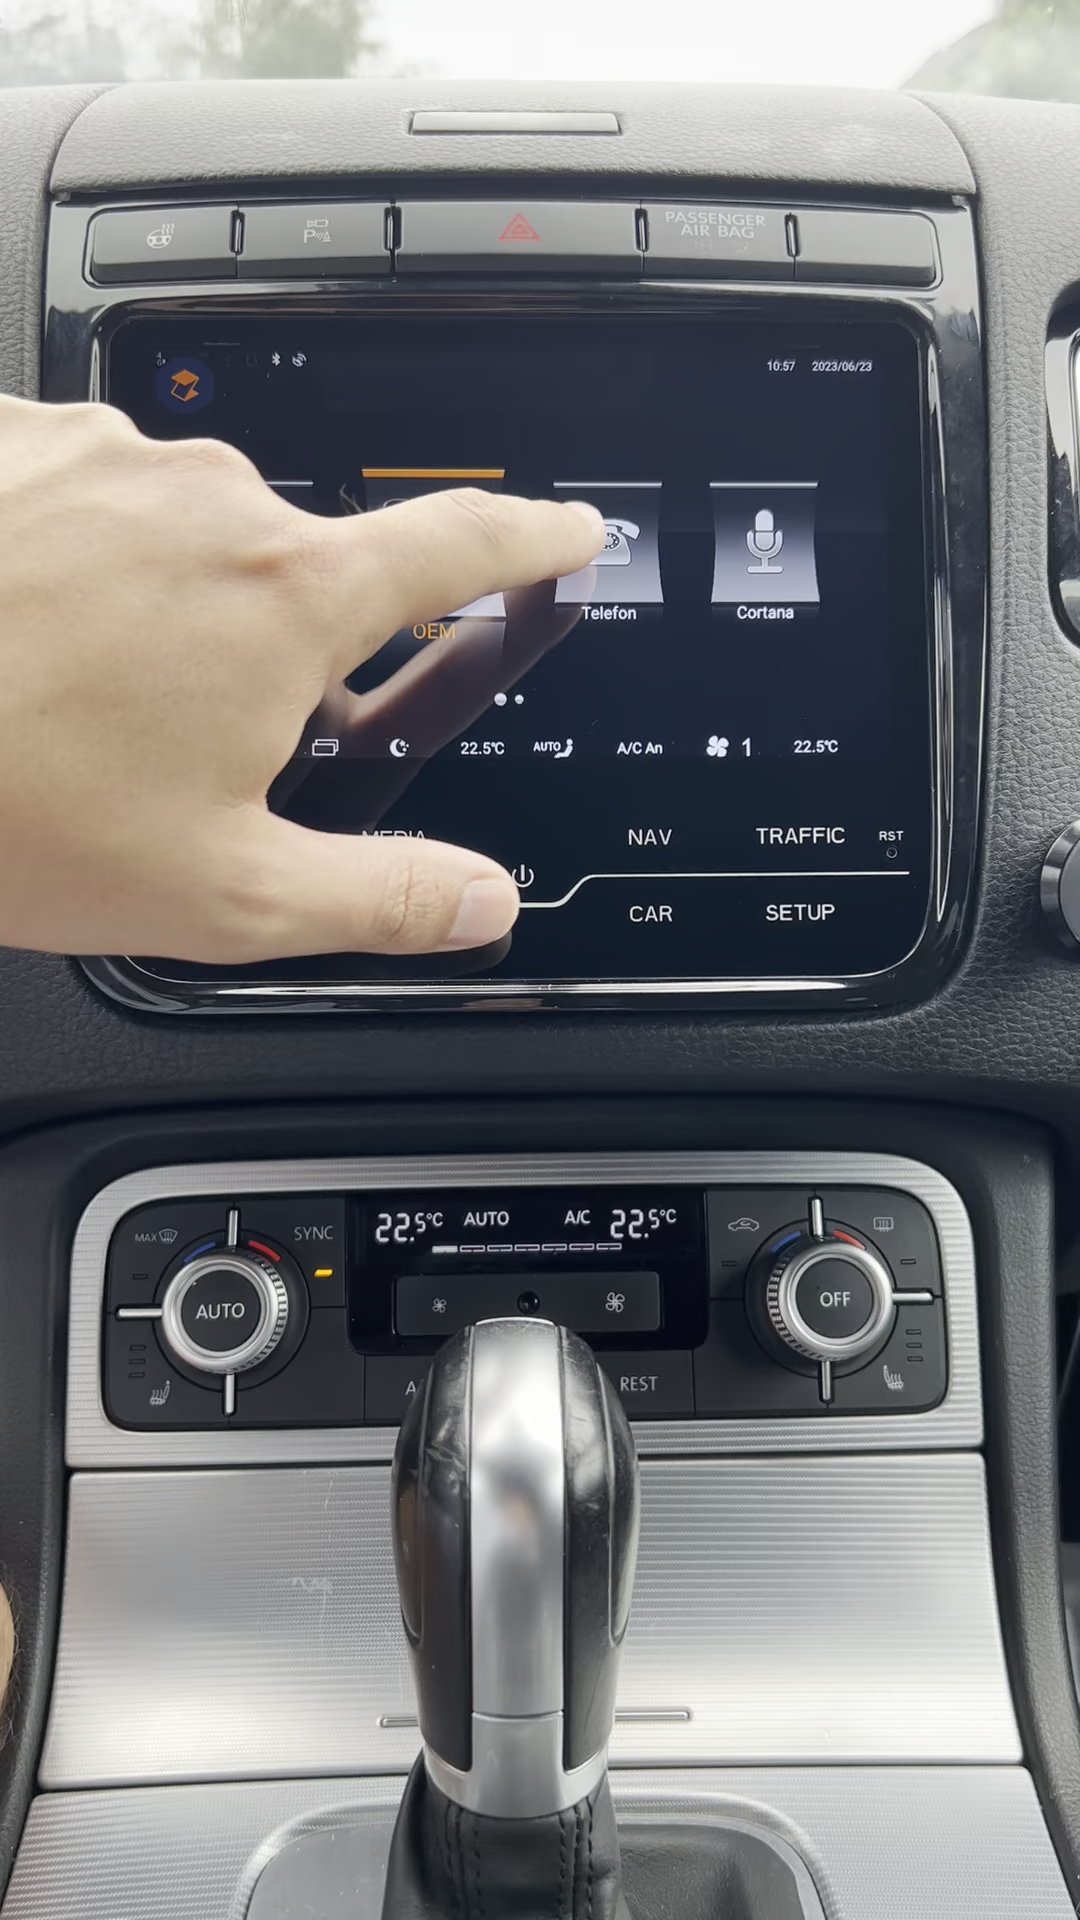 PASSENGER
AIR BAG
10:57 2023/06/23
OEM
Telefon
Cortana
22.5°C AUTO A/C An 1 22.5°C
MEDIA
NAV
TRAFFIC
RST
CAR
SETUP
MAX
SYNC
22.5°C AUTO A/C 22.5°C
AUTO
OFF
REST